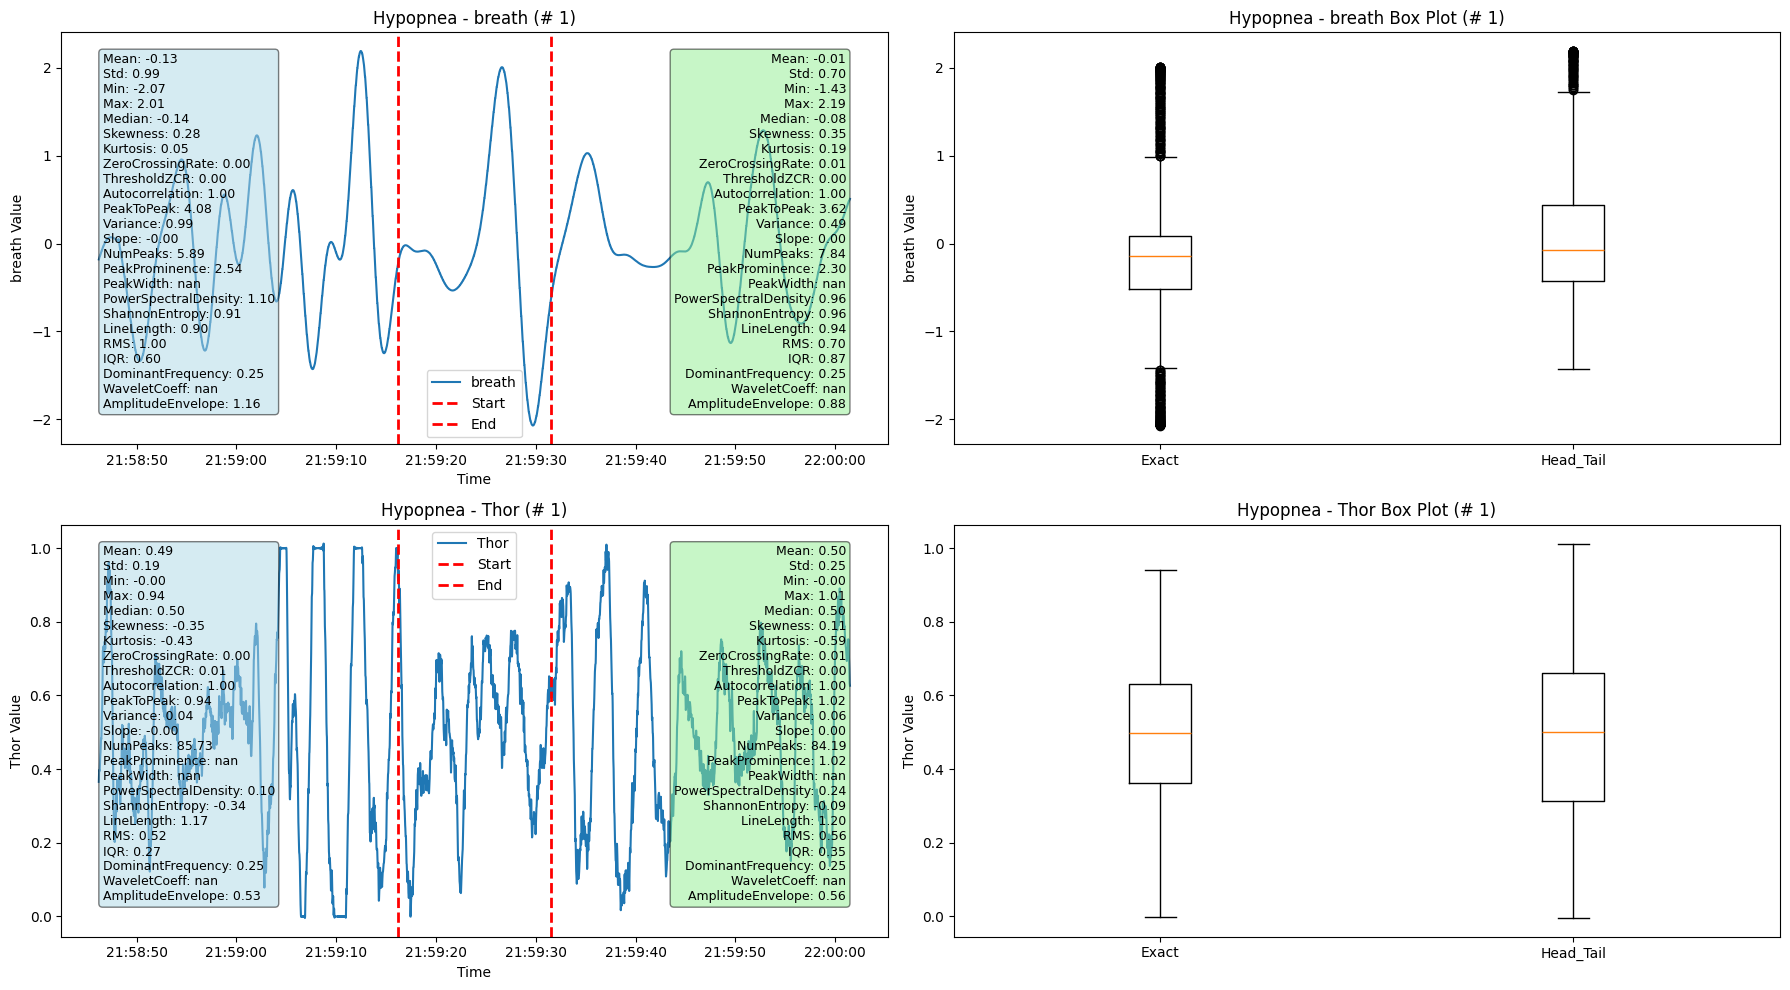 Hypopnea - breath (# 1)
Mean: -0.13
Std: 0.99
Min: -2.07
Max: 2.01
Median: -0.14
Skewness: 0.28
Kurtosis: 0.05
ZeroCrossingRate: 0.00
ThresholdZCR: 0.00
Autocorrelation: 1.00
PeakToPeak: 4.08
Variance: 0.99
Slope: -0.00
NumPeaks: 5.89
PeakProminence: 2.54
PeakWidth: nan
PowerSpectralDensity: 1.10
ShannonEntropy: 0.91
LineLength: 0.90
RMS: 1.00
IQR: 0.60
DominantFrequency: 0.25
WaveletCoeff: nan
AmplitudeEnvelope: 1.16
Mean: -0.01
Std: 0.70
Min: -1.43
Max: 2.19
Median: -0.08
Skewness: 0.35
Kurtosis: 0.19
ZeroCrossingRate: 0.01
ThresholdZCR: 0.00
Autocorrelation: 1.00
PeakToPeak: 3.62
Variance: 0.49
Slope: 0.00
NumPeaks: 7.84
PeakProminence: 2.30
PeakWidth: nan
PowerSpectralDensity: 0.96
ShannonEntropy: 0.96
LineLength: 0.94
RMS: 0.70
IQR: 0.87
DominantFrequency: 0.25
WaveletCoeff: nan
AmplitudeEnvelope: 0.88
breath
Start
End
breath Value
2
1
0
−1
−2
21:58:50 21:59:00 21:59:10 21:59:20 21:59:30 21:59:40 21:59:50 22:00:00
Time
Hypopnea - breath Box Plot (# 1)
breath Value
2
1
0
−1
−2
Exact Head_Tail
Hypopnea - Thor (# 1)
Mean: 0.49
Std: 0.19
Min: -0.00
Max: 0.94
Median: 0.50
Skewness: -0.35
Kurtosis: -0.43
ZeroCrossingRate: 0.00
ThresholdZCR: 0.01
Autocorrelation: 1.00
PeakToPeak: 0.94
Variance: 0.04
Slope: -0.00
NumPeaks: 85.73
PeakProminence: nan
PeakWidth: nan
PowerSpectralDensity: 0.10
ShannonEntropy: -0.34
LineLength: 1.17
RMS: 0.52
IQR: 0.27
DominantFrequency: 0.25
WaveletCoeff: nan
AmplitudeEnvelope: 0.53
Thor
Start
End
Mean: 0.50
Std: 0.25
Min: -0.00
Max: 1.01
Median: 0.50
Skewness: 0.11
Kurtosis: -0.59
ZeroCrossingRate: 0.01
ThresholdZCR: 0.00
Autocorrelation: 1.00
PeakToPeak: 1.02
Variance: 0.06
Slope: 0.00
NumPeaks: 84.19
PeakProminence: 1.02
PeakWidth: nan
PowerSpectralDensity: 0.24
ShannonEntropy: -0.09
LineLength: 1.20
RMS: 0.56
IQR: 0.35
DominantFrequency: 0.25
WaveletCoeff: nan
AmplitudeEnvelope: 0.56
Thor Value
1.0
0.8
0.6
0.4
0.2
0.0
21:58:50 21:59:00 21:59:10 21:59:20 21:59:30 21:59:40 21:59:50 22:00:00
Time
Hypopnea - Thor Box Plot (# 1)
Thor Value
1.0
0.8
0.6
0.4
0.2
0.0
Exact Head_Tail